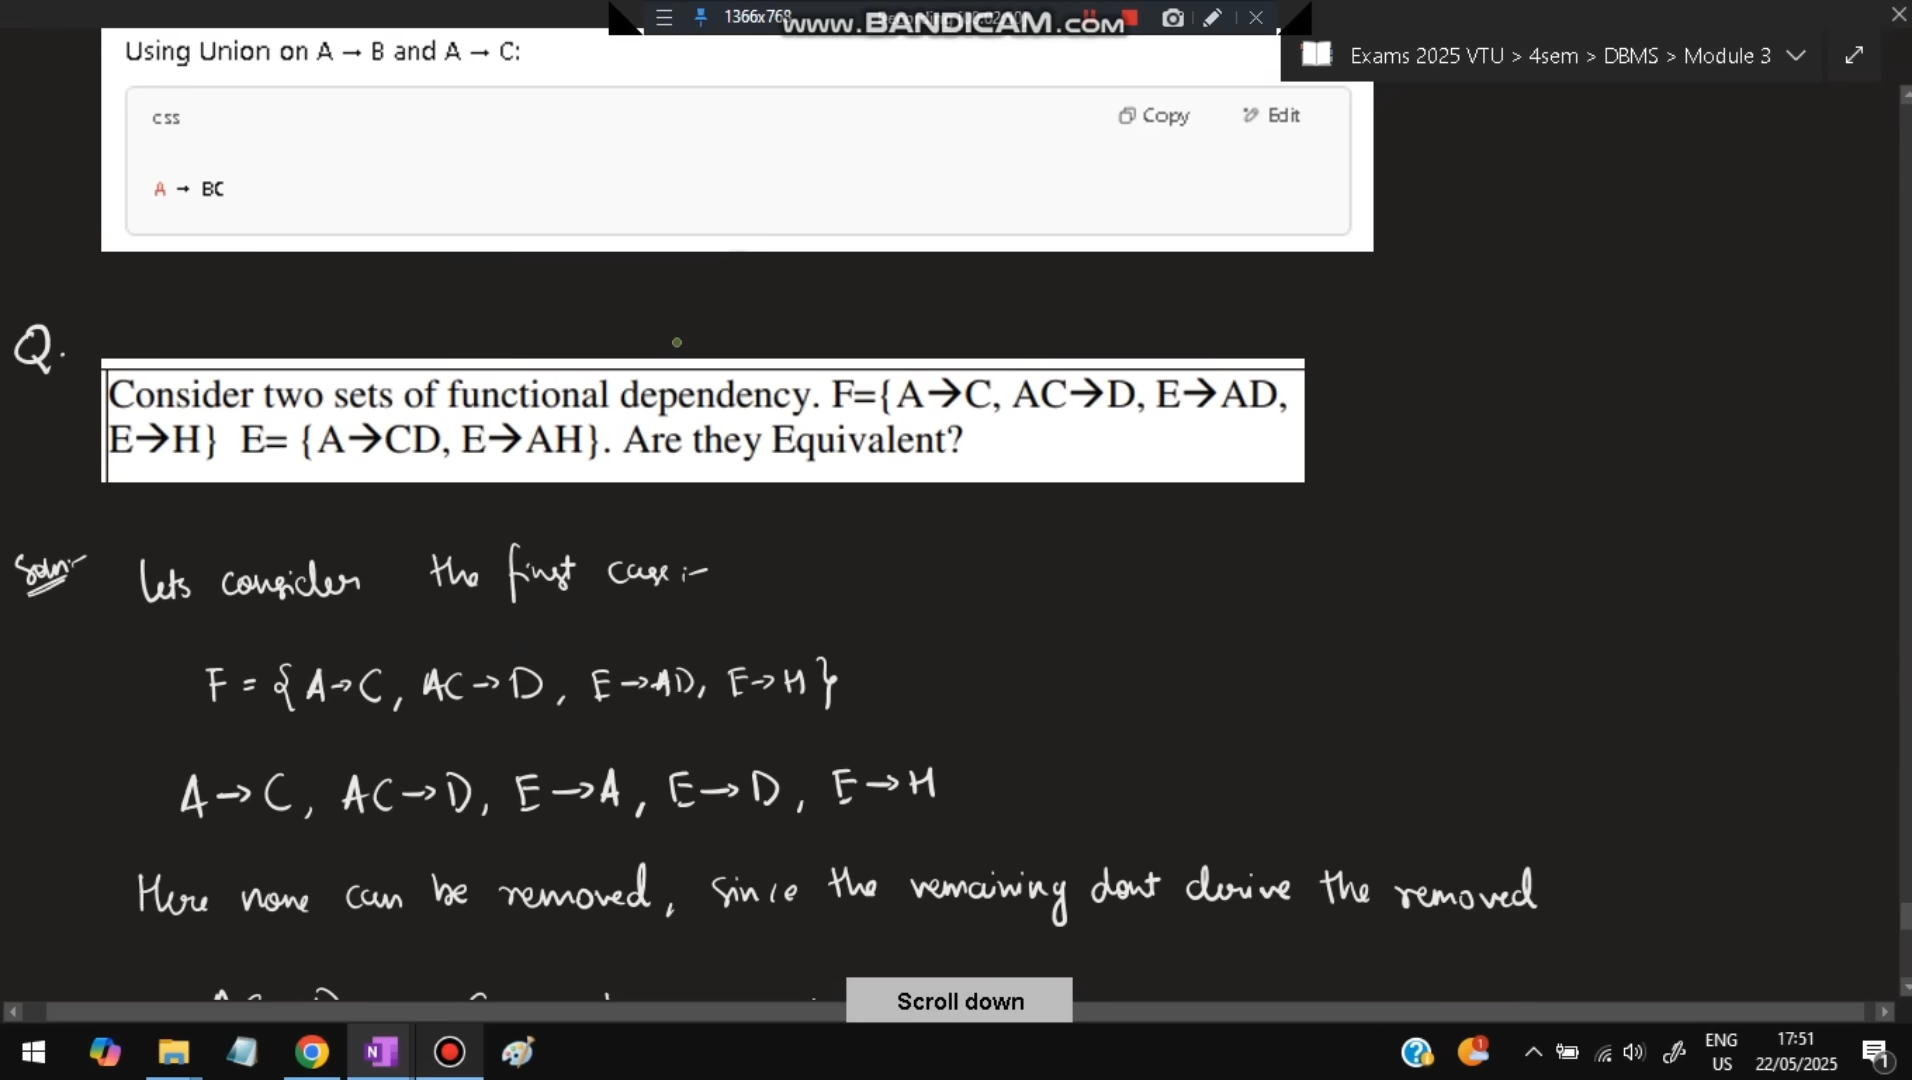 1366x768
www.BANDICAM.com
Exams 2025 VTU > 4sem > DBMS > Module 3
Using Union on A → B and A → C:
css
Copy
Edit
A → BC
Q.
Consider two sets of functional dependency. F={A→C, AC→D, E→AD,
E→H} E= {A→CD, E→AH}. Are they Equivalent?
Soln:- Lets consider the first case :-
F = { A→C, AC→D, E→AD, E→H }
A→C, AC→D, E→A, E→D, E→H
Here none can be removed, since the remaining dont derive the removed
Scroll down
ENG
US
17:51
22/05/2025
1